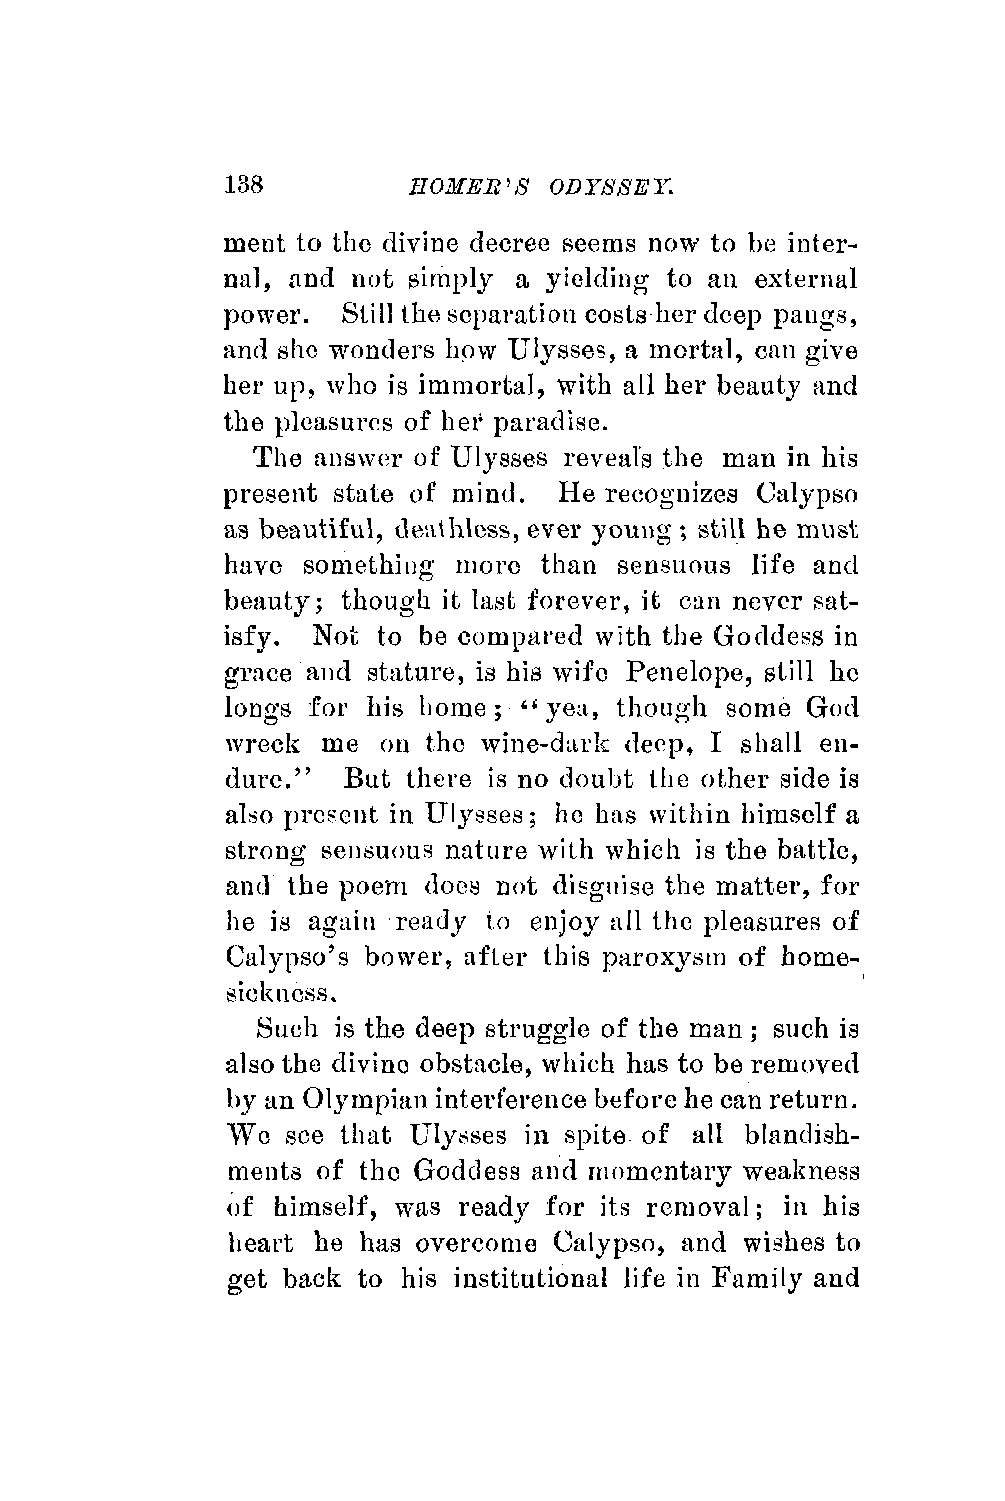 138 HOMER'S ODYSSEY.
ment to the divine decree seems now to be inter-
nal, and not simply a yielding to an external
power. Still the separation costs her deep pangs,
and she wonders how Ulysses, a mortal, can give
her up, who is immortal, with all her beauty and
the pleasures of her paradise.
The answer of Ulysses reveals the man in his
present state of mind. He recognizes Calypso
as beautiful, deathless, ever young; still he must
have something more than sensuous life and
beauty; though it last forever, it can never sat-
isfy. Not to be compared with the Goddess in
grace and stature, is his wife Penelope, still he
longs for his home; "yea, though some God
wreck me on the wine-dark deep, I shall en-
dure." But there is no doubt the other side is
also present in Ulysses; he has within himself a
strong sensuous nature with which is the battle,
and the poem does not disguise the matter, for
he is again ready to enjoy all the pleasures of
Calypso's bower, after this paroxysm of home-
sickness.
Such is the deep struggle of the man; such is
also the divine obstacle, which has to be removed
by an Olympian interference before he can return.
We see that Ulysses in spite of all blandish-
ments of the Goddess and momentary weakness
of himself, was ready for its removal; in his
heart he has overcome Calypso, and wishes to
get back to his institutional life in Family and